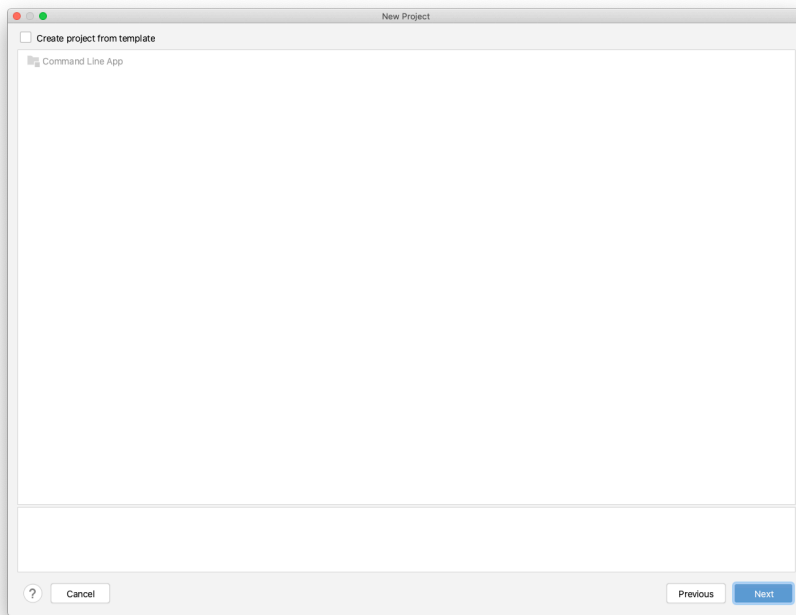 New Project
Create project from template
Command Line App
?
Cancel
Previous
Next